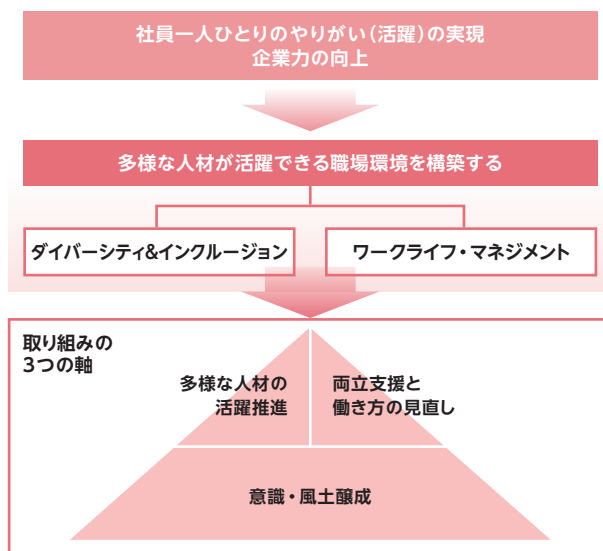 社員一人ひとりのやりがい（活躍）の実現
企業力の向上
多様な人材が活躍できる職場環境を構築する
ダイバーシティ&インクルージョン
ワークライフ・マネジメント
取り組みの
3つの軸
多様な人材の
活躍推進
両立支援と
働き方の見直し
意識・風土醸成